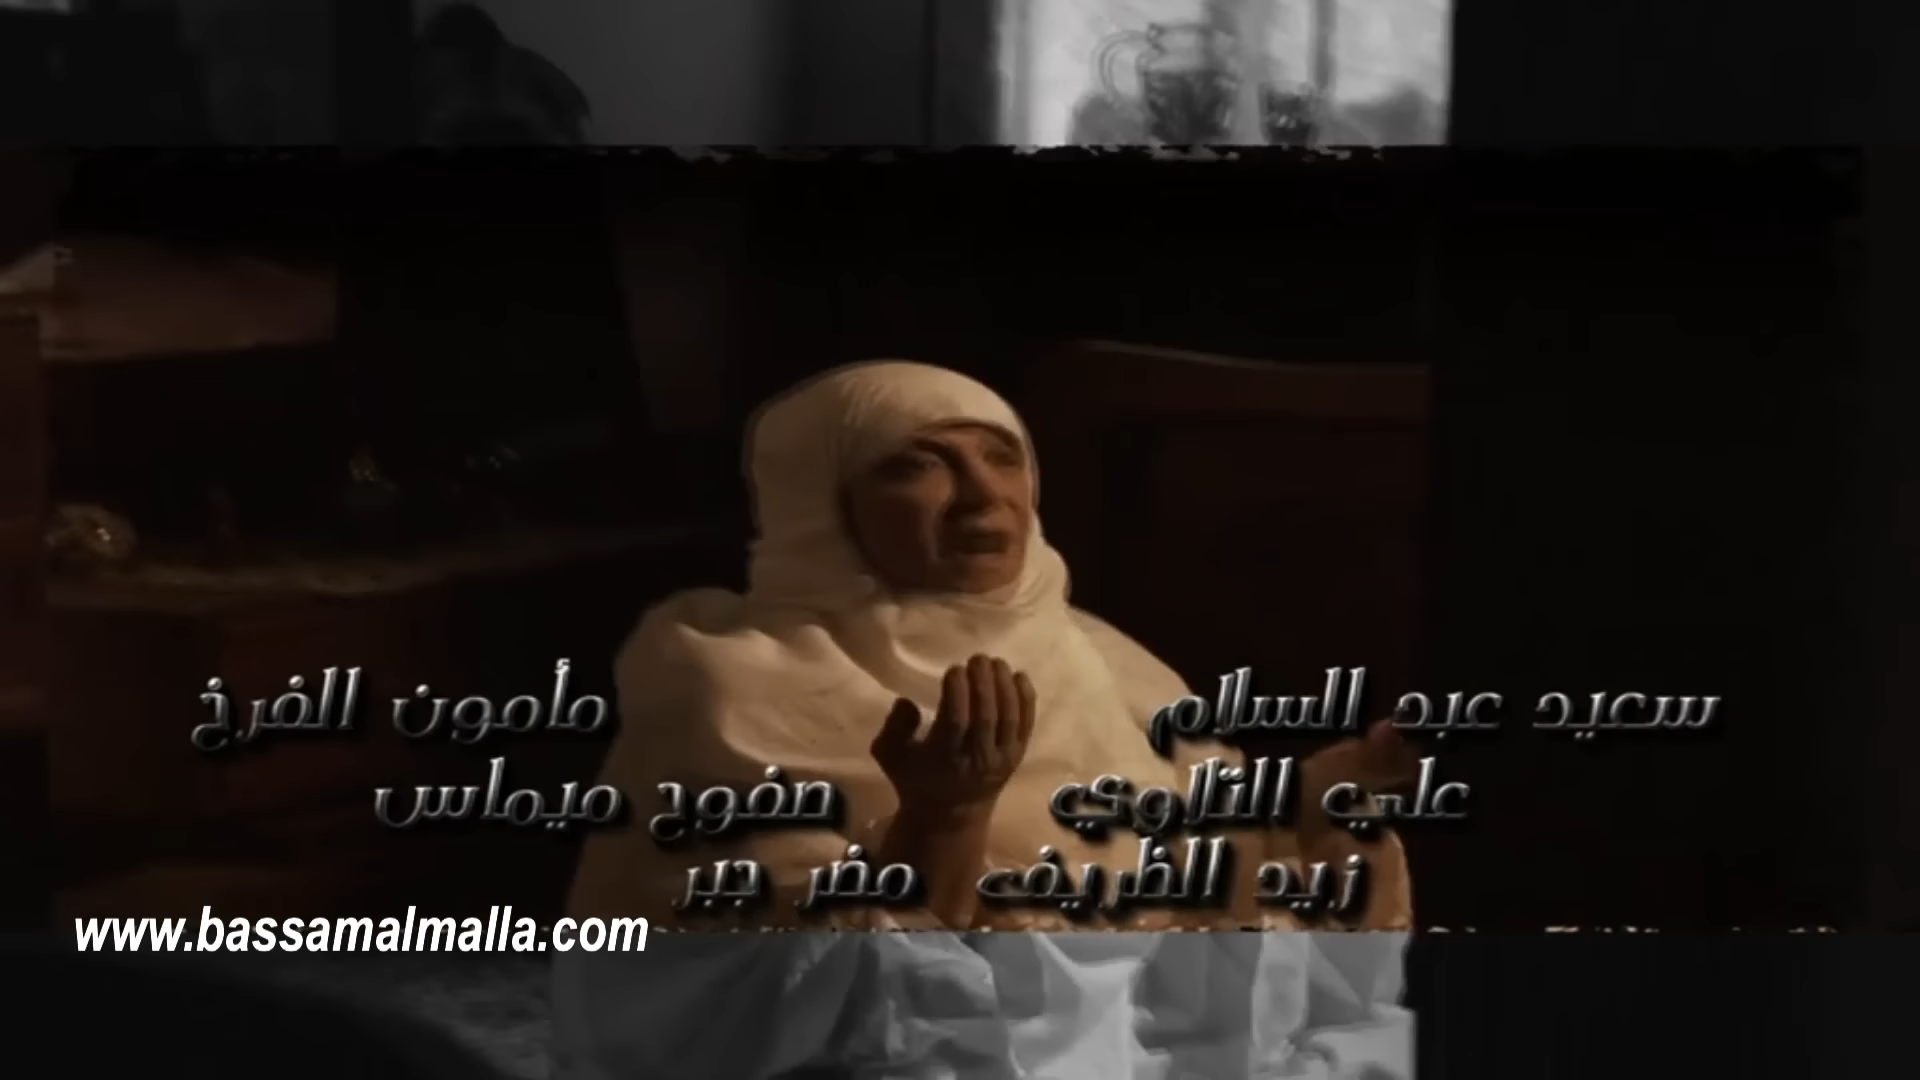 سعيد عبد السلام مأمون الفرخ
علي التلاوي صفوح ميماس
زيد الظريف مضر جبر
www.bassamalmalla.com